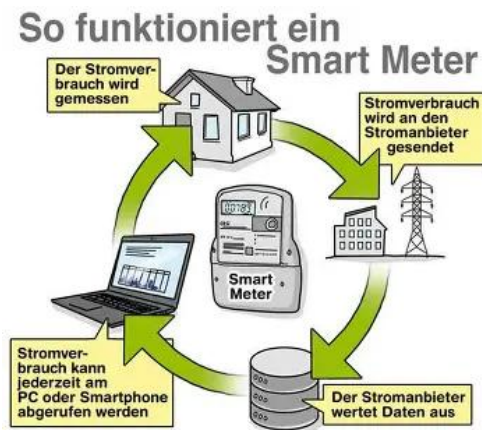 So funktioniert ein
Smart Meter
Der Stromver-
brauch wird
gemessen
Stromverbrauch
wird an den
Stromanbieter
gesendet
00783
Smart
Meter
Stromver-
brauch kann
jederzeit am
PC oder Smartphone
abgerufen werden
Der Stromanbieter
wertet Daten aus